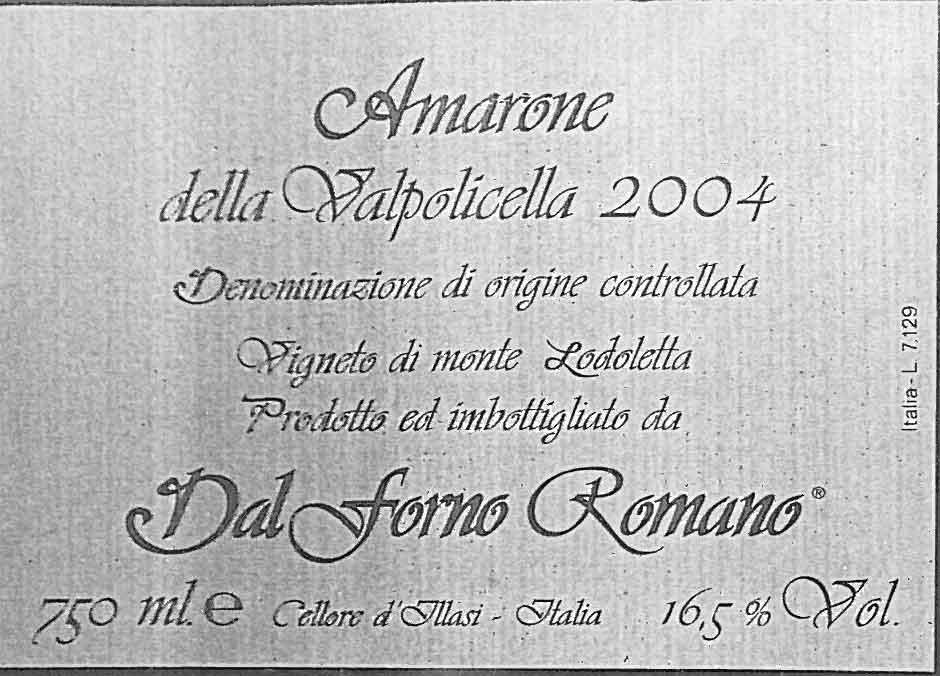 Amarone
della Valpolicella 2004
Denominazione di origine controllata
Vigneto di monte Lodoletta
Prodotto ed imbottigliato da
Dal Forno Romano®
750 ml. e Cellore d'Illasi - Italia 16,5 % Vol.
Italia - L 7.129